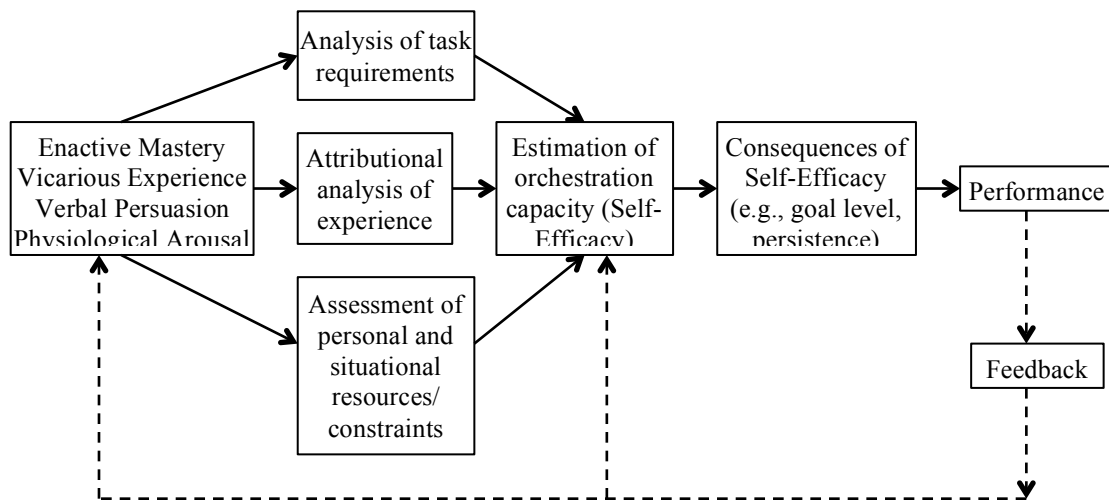 Analysis of task
requirements
Enactive Mastery
Vicarious Experience
Verbal Persuasion
Physiological Arousal
Attributional
analysis of
experience
Estimation of
orchestration
capacity (Self-
Efficacy)
Consequences of
Self-Efficacy
(e.g., goal level,
persistence)
Performance
Assessment of
personal and
situational
resources/
constraints
Feedback